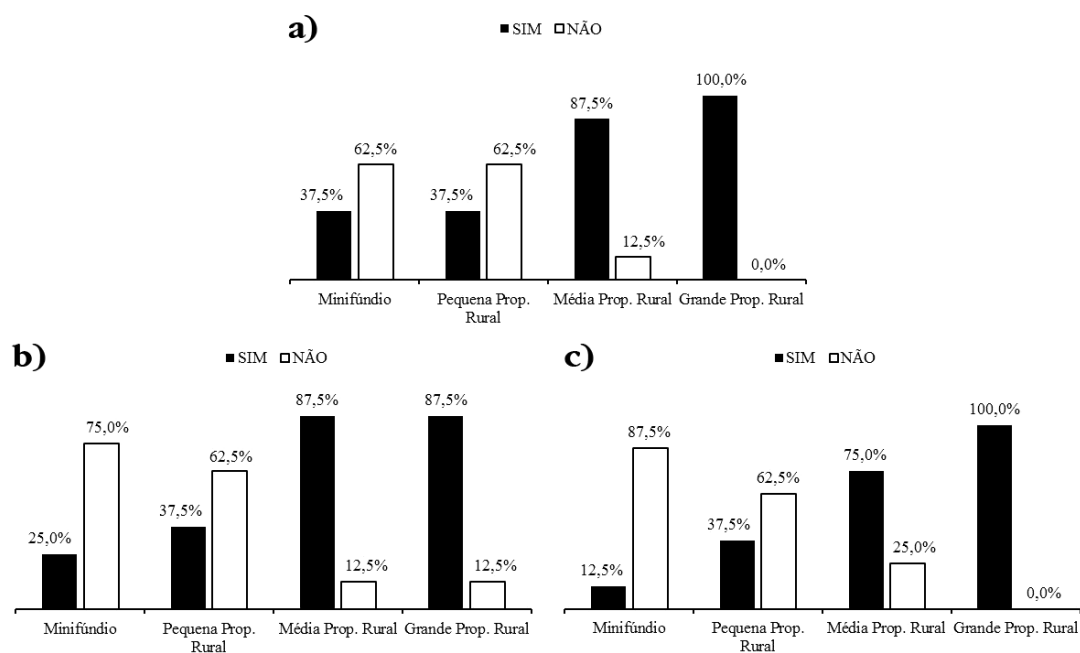 a)
SIM NÃO
100,0%
87,5%
62,5% 62,5%
37,5% 37,5%
12,5%
0,0%
Minifúndio Pequena Prop. Rural Média Prop. Rural Grande Prop. Rural
b)
SIM NÃO
87,5% 87,5%
75,0%
62,5%
37,5%
25,0%
12,5% 12,5%
Minifúndio Pequena Prop. Rural Média Prop. Rural Grande Prop. Rural
c)
SIM NÃO
100,0%
87,5%
75,0%
62,5%
37,5%
25,0%
12,5%
0,0%
Minifúndio Pequena Prop. Rural Média Prop. Rural Grande Prop. Rural